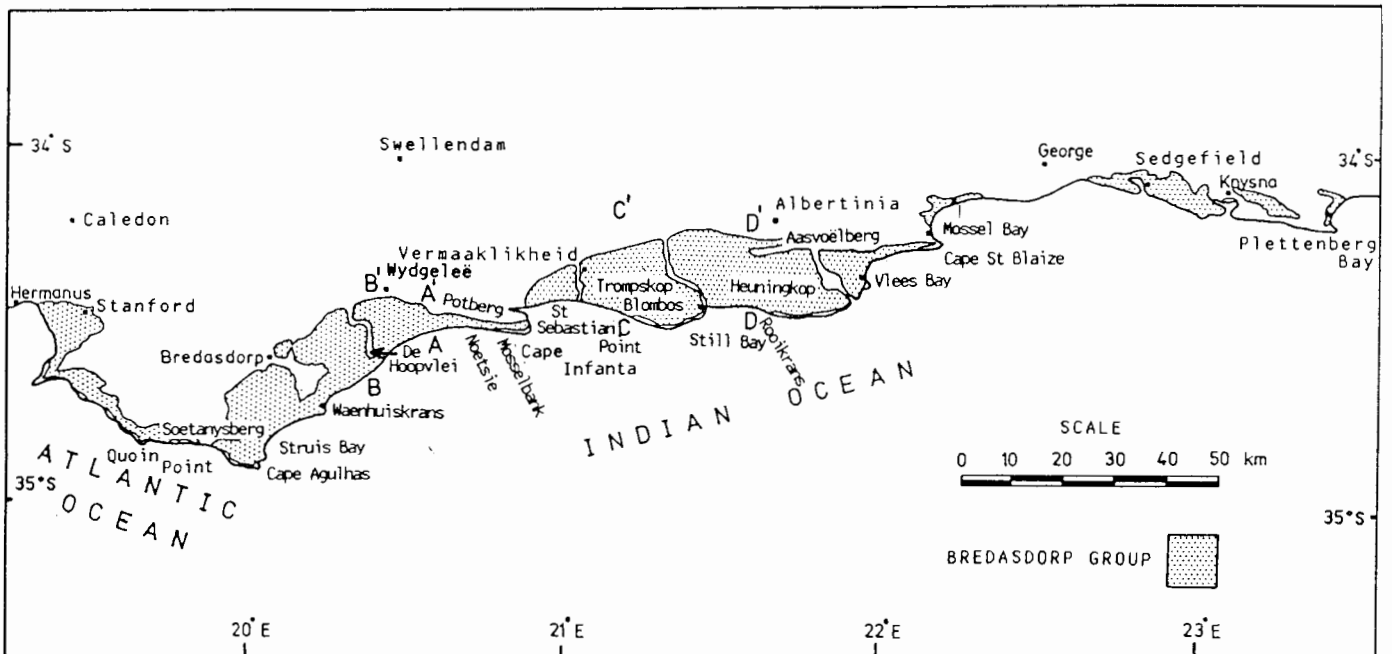 34°S
Swellendam
George
Sedgefield
34°S
Knysna
Caledon
C'
D'
Albertinia
Aasvoëlberg
Mossel Bay
Plettenberg
Bay
Cape St Blaize
Vermaaklikheid
B'
Wydgeleë
A'
Potberg
Trompskop
Blombos
Heuningkop
Vlees Bay
Hermanus
Stanford
St
Sebastian
Point
C
D
Rooikrans
Still Bay
Bredasdorp
De
Hoopvlei
A
Noetsie
Mosselbank
Cape
Infanta
B
Waenhuiskrans
INDIAN OCEAN
Soetanysberg
Struis Bay
Quoin
Point
Cape Agulhas
ATLANTIC
OCEAN
35°S
SCALE
0 10 20 30 40 50 km
35°S
BREDASDORP GROUP
20°E
21°E
22°E
23°E